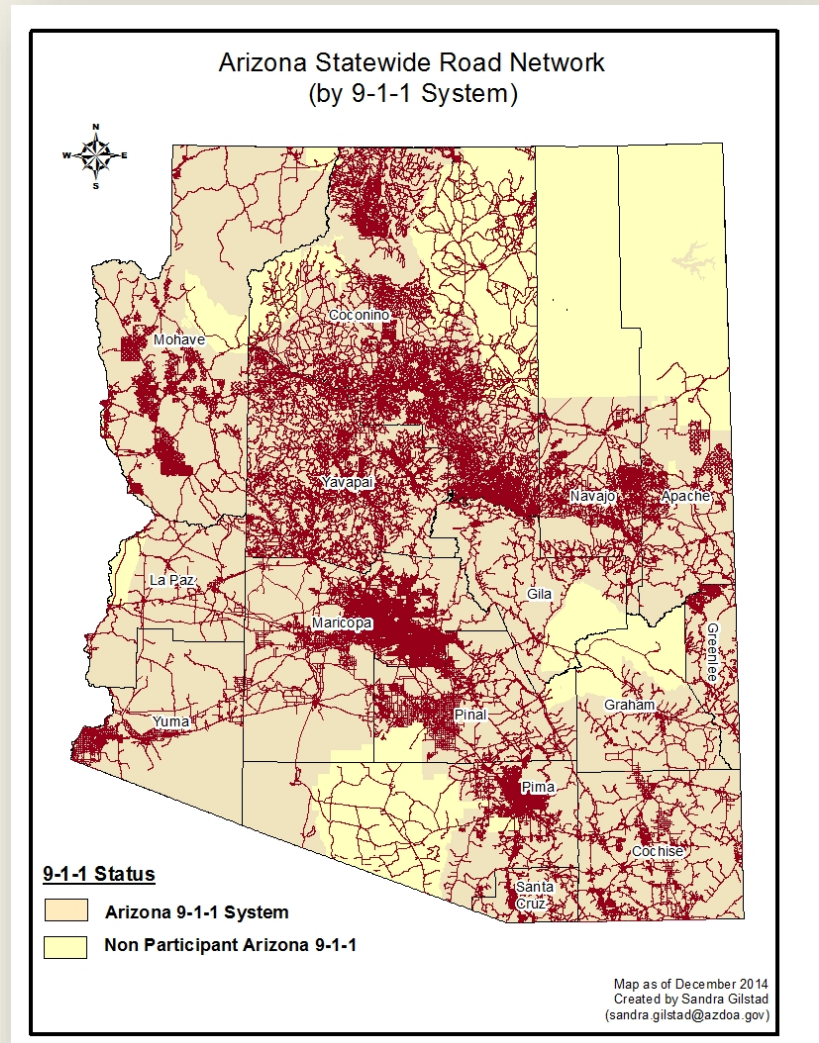 Arizona Statewide Road Network
(by 9-1-1 System)
N
W E
S
Coconino
Mohave
Yavapai
Navajo
Apache
La Paz
Gila
Maricopa
Greenlee
Graham
Pinal
Yuma
Pima
Cochise
Santa
Cruz
9-1-1 Status
Arizona 9-1-1 System
Non Participant Arizona 9-1-1
Map as of December 2014
Created by Sandra Gilstad
(sandra.gilstad@azdoa.gov)